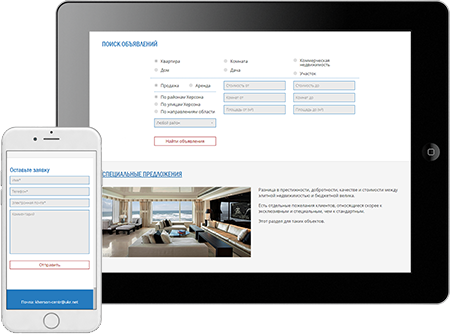 ПОИСК ОБЪЯВЛЕНИЙ
Квартира
Комната
Коммерческая
недвижимость
Дом
Дача
Участок
Продажа
Аренда
Стоимость от
Стоимость до
По районам Херсона
Комнат от
Комнат до
По улицам Херсона
По направлениям области
Площадь от (м²)
Площадь до (м²)
Любой район
Найти объявления
СПЕЦИАЛЬНЫЕ ПРЕДЛОЖЕНИЯ
Разница в престижности, добротности, качестве и стоимости между
элитной недвижимостью и бюджетной велика.
Есть отдельные пожелания клиентов, относящиеся скорее к
эксклюзивным и специальным, чем к стандартным.
Этот раздел для таких объектов.
Оставьте заявку
Имя*
Телефон*
Электронная почта*
Комментарий
Отправить
Почта: kherson-centr@ukr.net